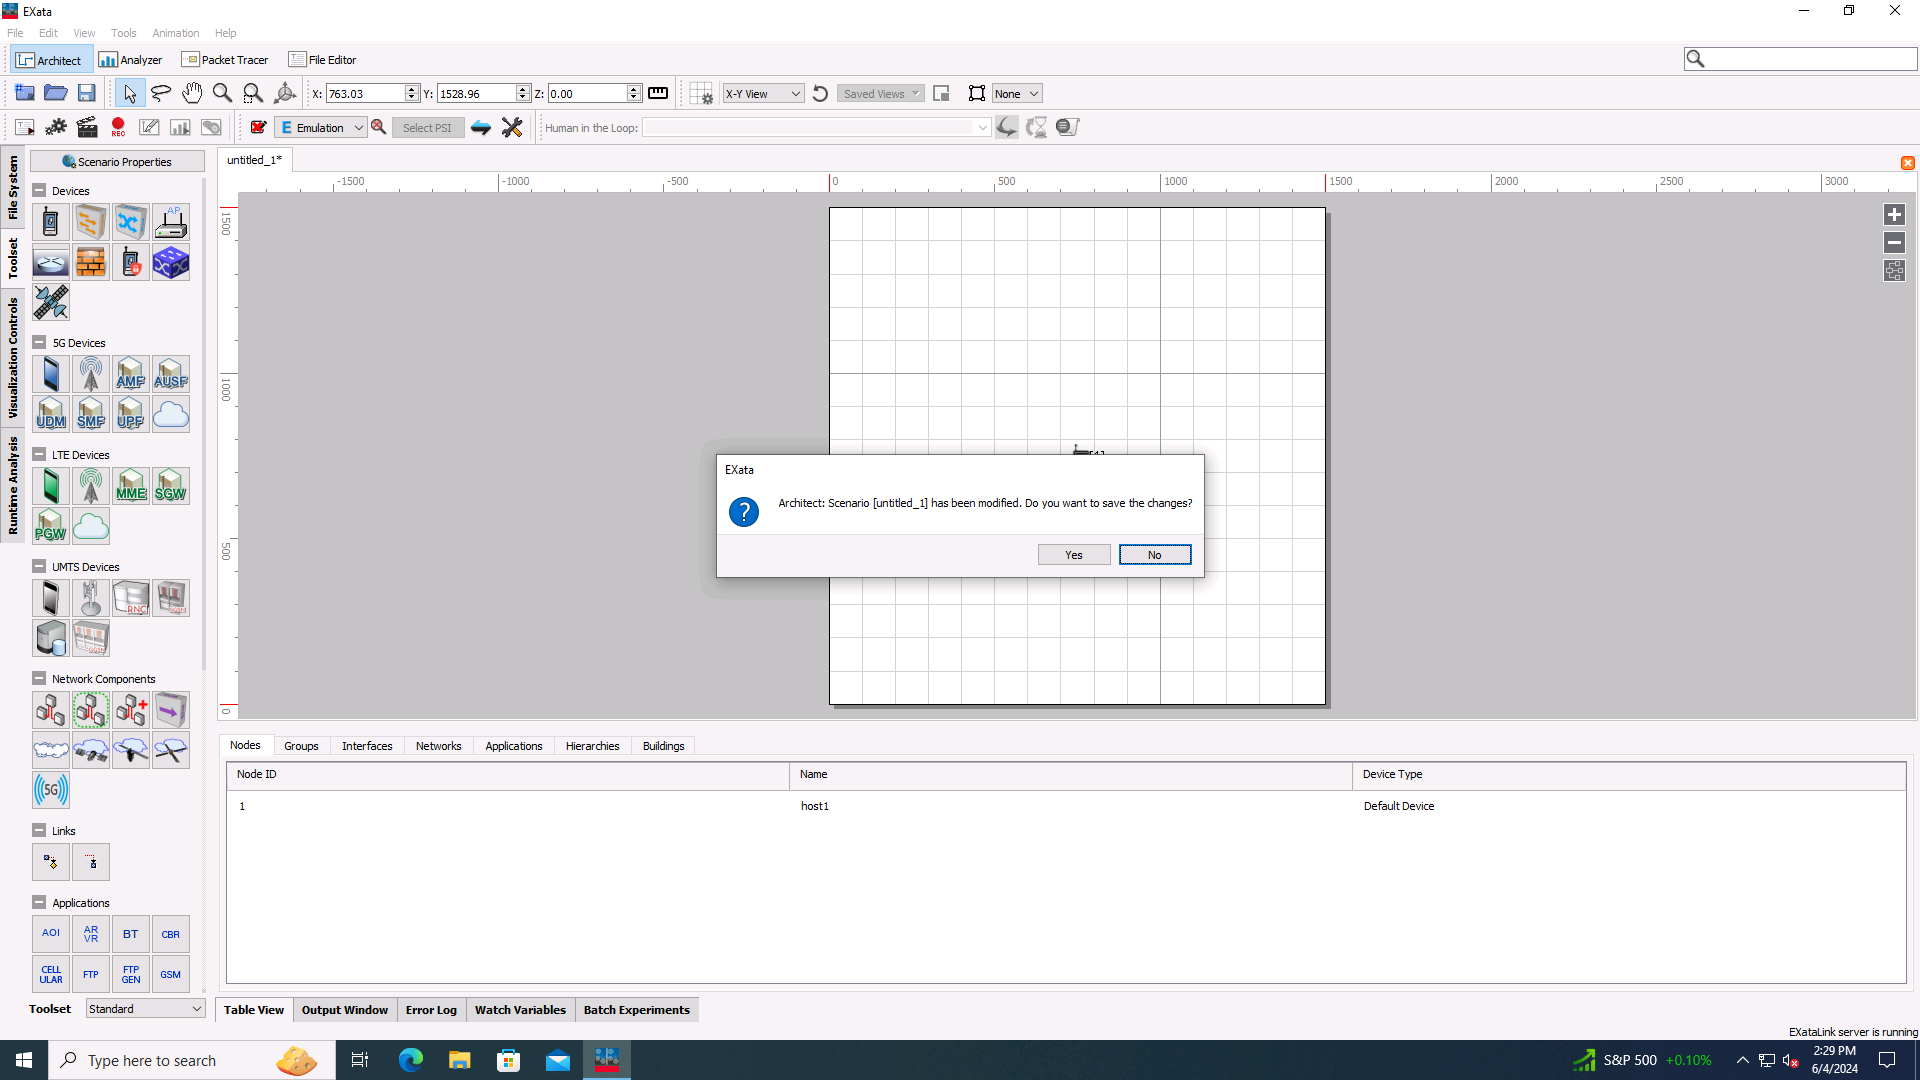 EXata
File Edit View Tools Animation Help
Architect Analyzer Packet Tracer File Editor
X: 763.03 Y: 1528.96 Z: 0.00 X-Y View Saved Views None
REC E Emulation Select PSI Human in the Loop:
File System
Toolset
Visualization Controls
Runtime Analysis
Scenario Properties
Devices
AP
5G Devices
AMF AUSF
UDM SMF UPF
LTE Devices
MME SGW
PGW
UMTS Devices
RNC SGSN
GGSN
Network Components
5G
Links
Applications
AOI AR VR BT CBR
CELL ULAR FTP FTP GEN GSM
Toolset Standard
untitled_1*
-1500 -1000 -500 0 500 1000 1500 2000 2500 3000
1500
1000
500
0
EXata
Architect: Scenario [untitled_1] has been modified. Do you want to save the changes?
Yes No
Nodes Groups Interfaces Networks Applications Hierarchies Buildings
Node ID Name Device Type
1 host1 Default Device
Table View Output Window Error Log Watch Variables Batch Experiments
EXataLink server is running
Type here to search
S&P 500 +0.10%
2:29 PM
6/4/2024